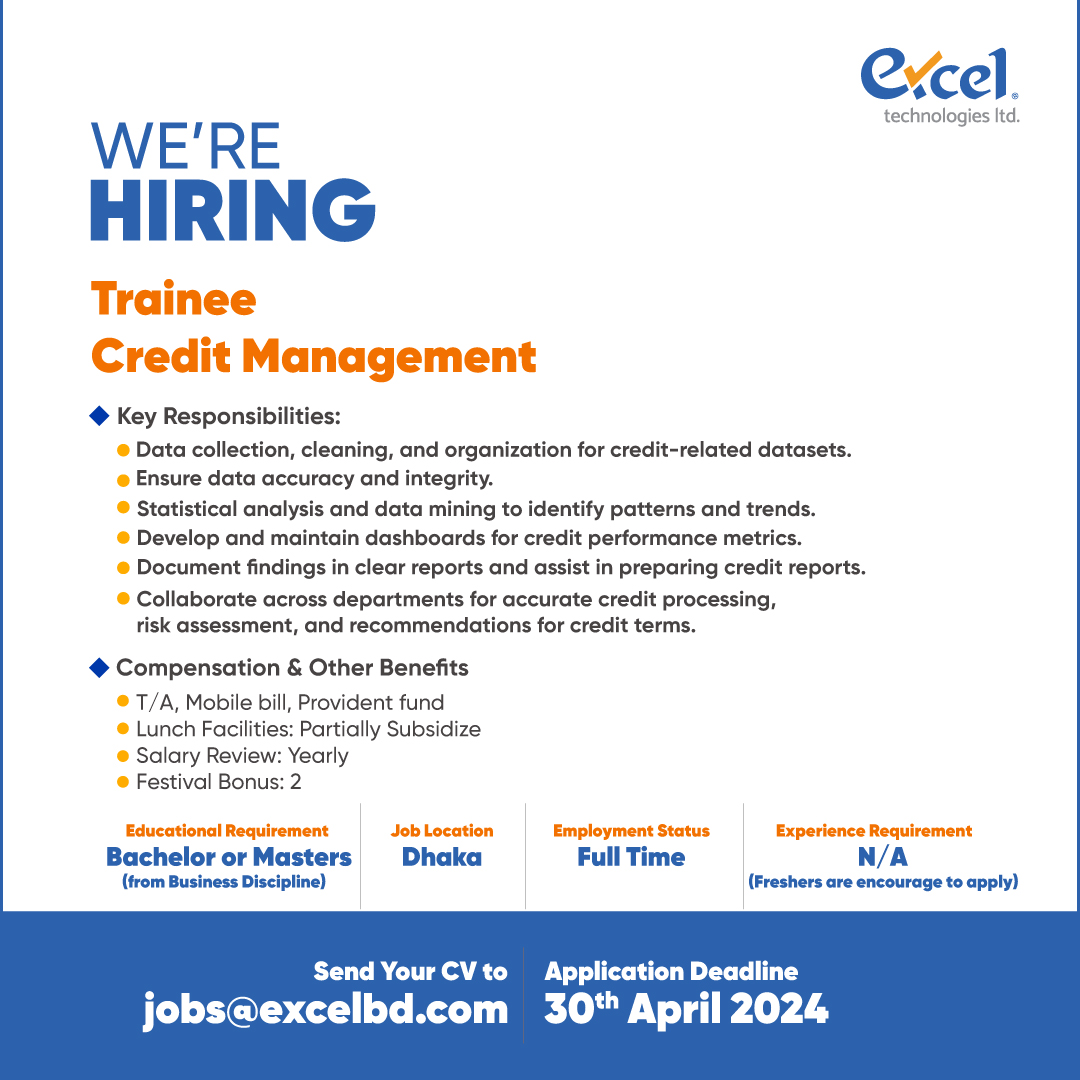 excel
technologies ltd.
WE'RE
HIRING
Trainee
Credit Management
Key Responsibilities:
Data collection, cleaning, and organization for credit-related datasets.
Ensure data accuracy and integrity.
Statistical analysis and data mining to identify patterns and trends.
Develop and maintain dashboards for credit performance metrics.
Document findings in clear reports and assist in preparing credit reports.
Collaborate across departments for accurate credit processing,
risk assessment, and recommendations for credit terms.
Compensation & Other Benefits
T/A, Mobile bill, Provident fund
Lunch Facilities: Partially Subsidize
Salary Review: Yearly
Festival Bonus: 2
Educational Requirement
Bachelor or Masters
(from Business Discipline)
Job Location
Dhaka
Employment Status
Full Time
Experience Requirement
N/A
(Freshers are encourage to apply)
Send Your CV to
jobs@excelbd.com
Application Deadline
30th April 2024